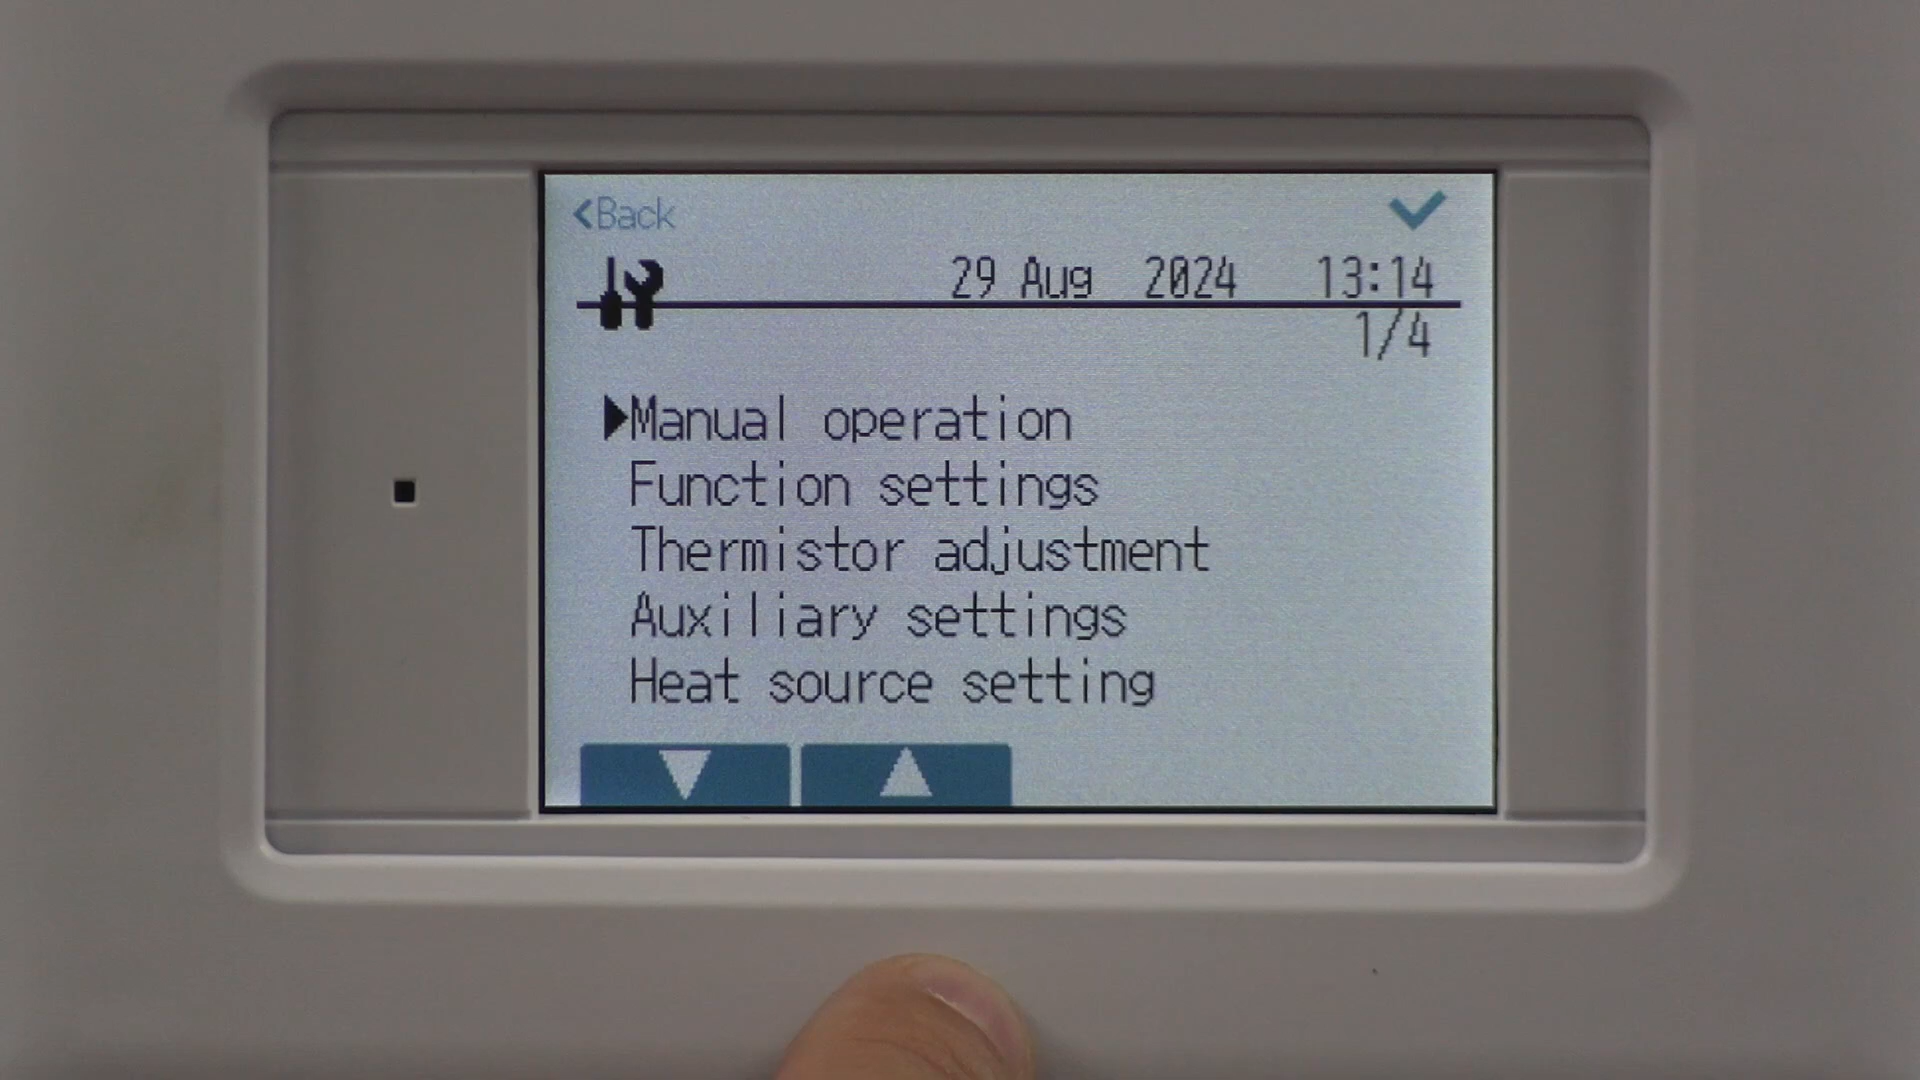 <Back
29 Aug 2024 13:14
1/4
Manual operation
Function settings
Thermistor adjustment
Auxiliary settings
Heat source setting